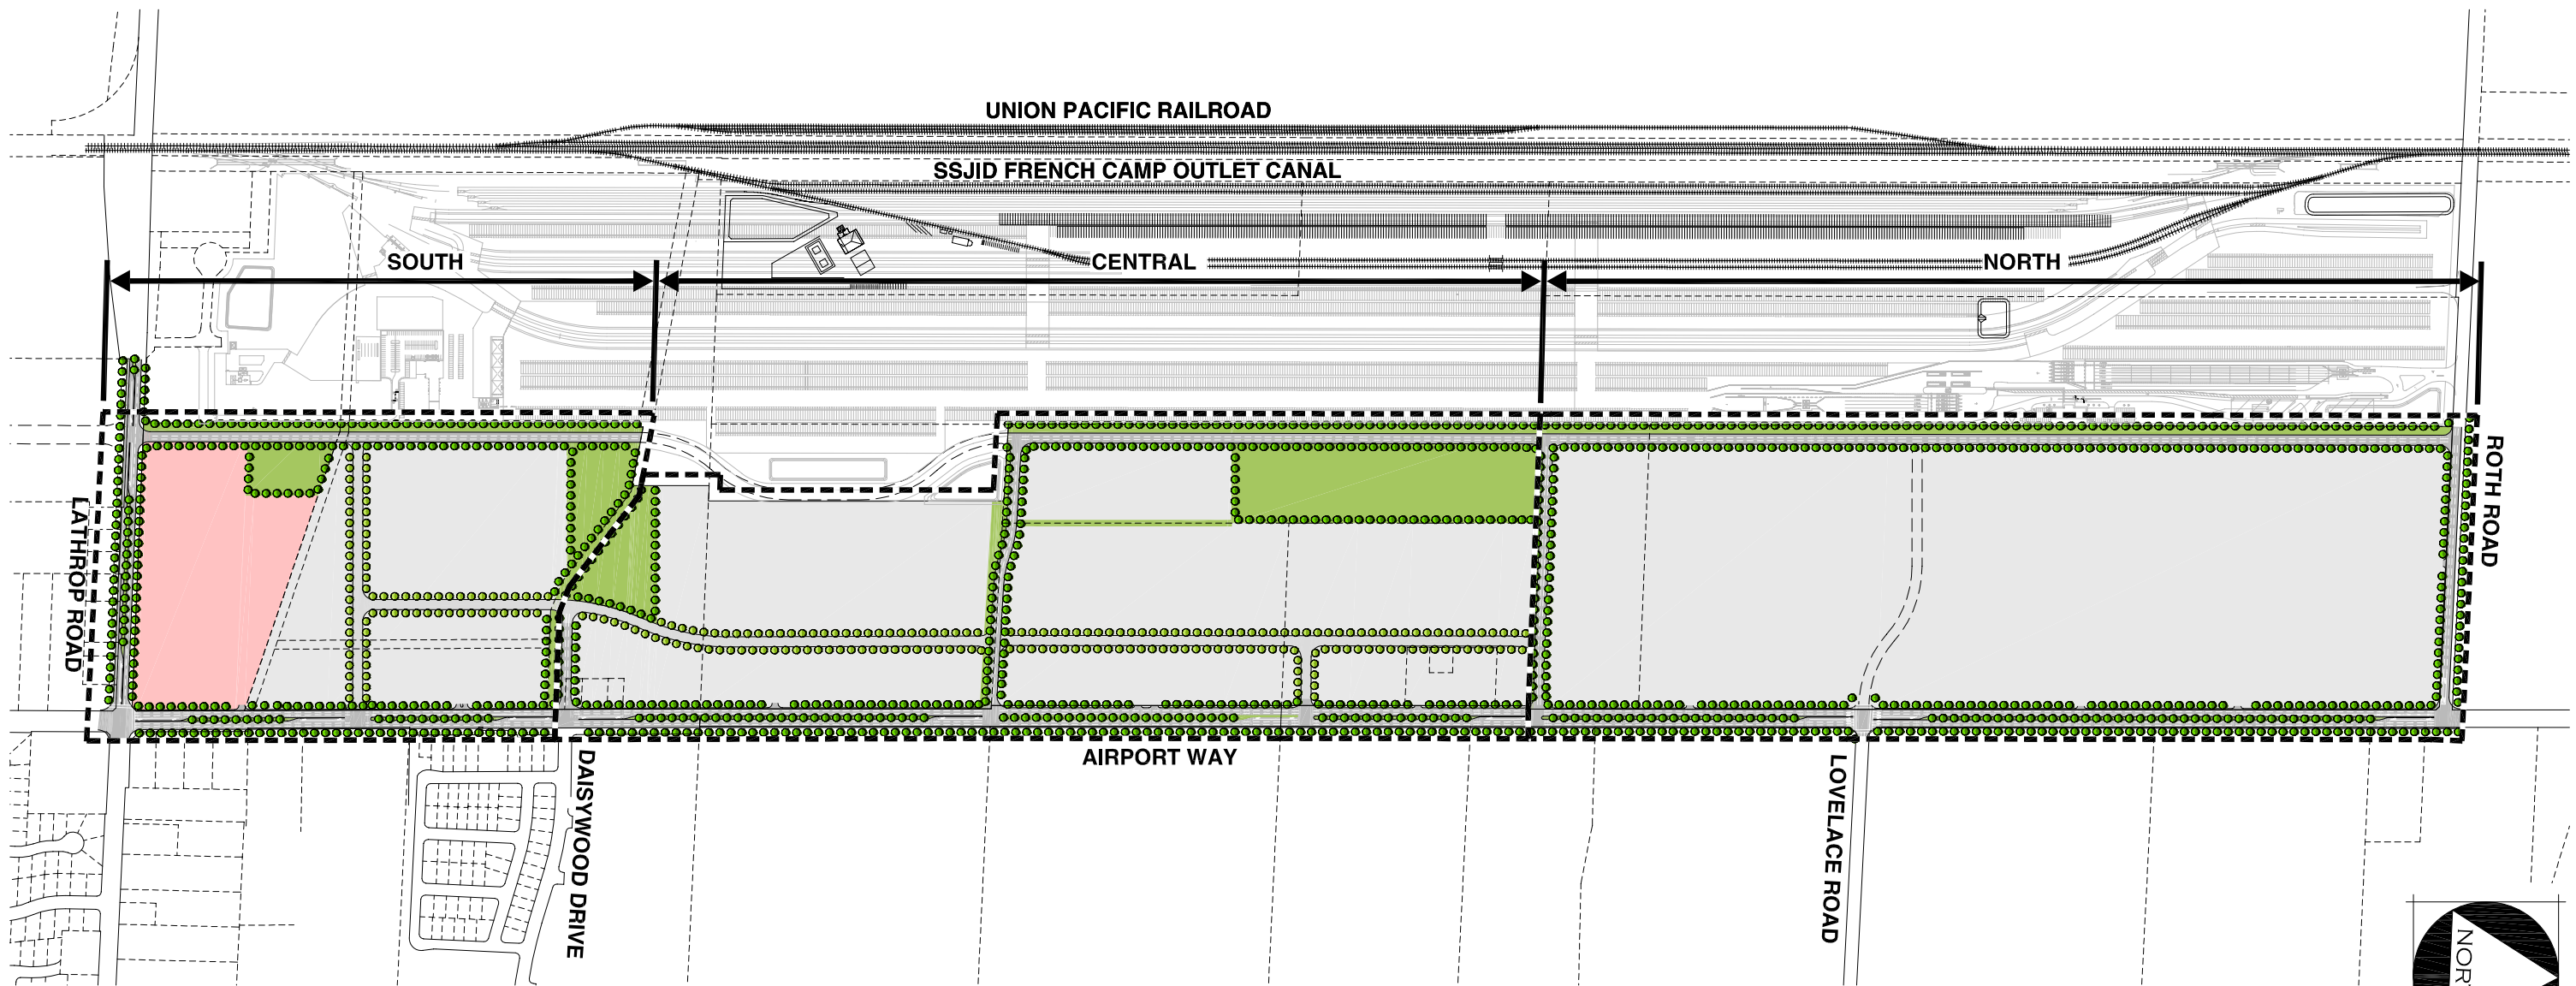 UNION PACIFIC RAILROAD
SSJID FRENCH CAMP OUTLET CANAL
SOUTH
CENTRAL
NORTH
LATHROP ROAD
ROTH ROAD
AIRPORT WAY
DAISYWOOD DRIVE
LOVELACE ROAD
NOR